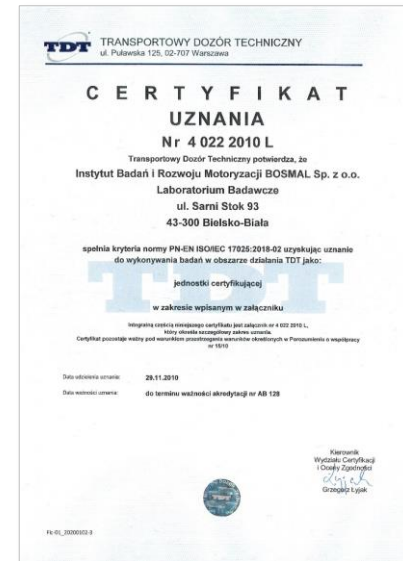 TDT
TRANSPORTOWY DOZÓR TECHNICZNY
ul. Puławska 125, 02-707 Warszawa
CERTYFIKAT
UZNANIA
Nr 4 022 2010 L
Transportowy Dozór Techniczny potwierdza, że
Instytut Badań i Rozwoju Motoryzacji BOSMAL Sp. z o.o.
Laboratorium Badawcze
ul. Sarni Stok 93
43-300 Bielsko-Biała
spełnia kryteria normy PN-EN ISO/IEC 17025:2018-02 uzyskując uznanie
do wykonywania badań w obszarze działania TDT jako:
TDT
jednostki certyfikującej
w zakresie wpisanym w załączniku
Integralną częścią niniejszego certyfikatu jest załącznik nr 4 022 2010 L,
który określa szczegółowy zakres uznania.
Certyfikat pozostaje ważny pod warunkiem przestrzegania warunków określonych w Porozumieniu o współpracy
nr 10/10
Data udzielenia uznania: 29.11.2010
Data ważności uznania: do terminu ważności akredytacji nr AB 128
Kierownik
Wydziału Certyfikacji
i Oceny Zgodności
Grzegorz Łyjak
Fic-01_20200102-3